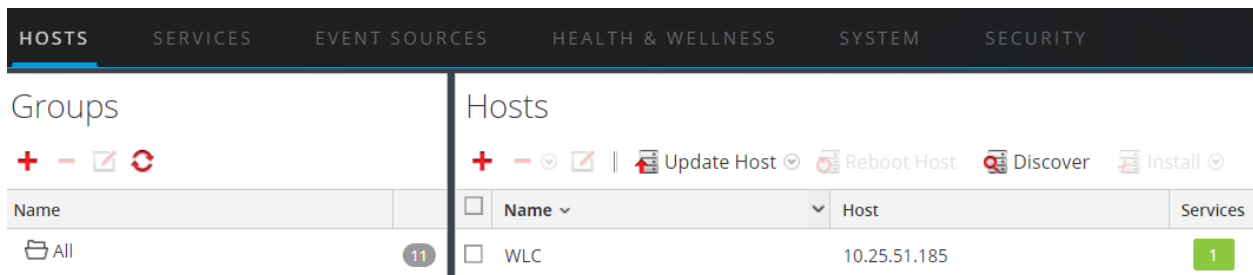 HOSTS SERVICES EVENT SOURCES HEALTH & WELLNESS SYSTEM SECURITY
Groups
Hosts
Update Host Reboot Host Discover Install
Name
Name Host Services
All 11
WLC 10.25.51.185 1